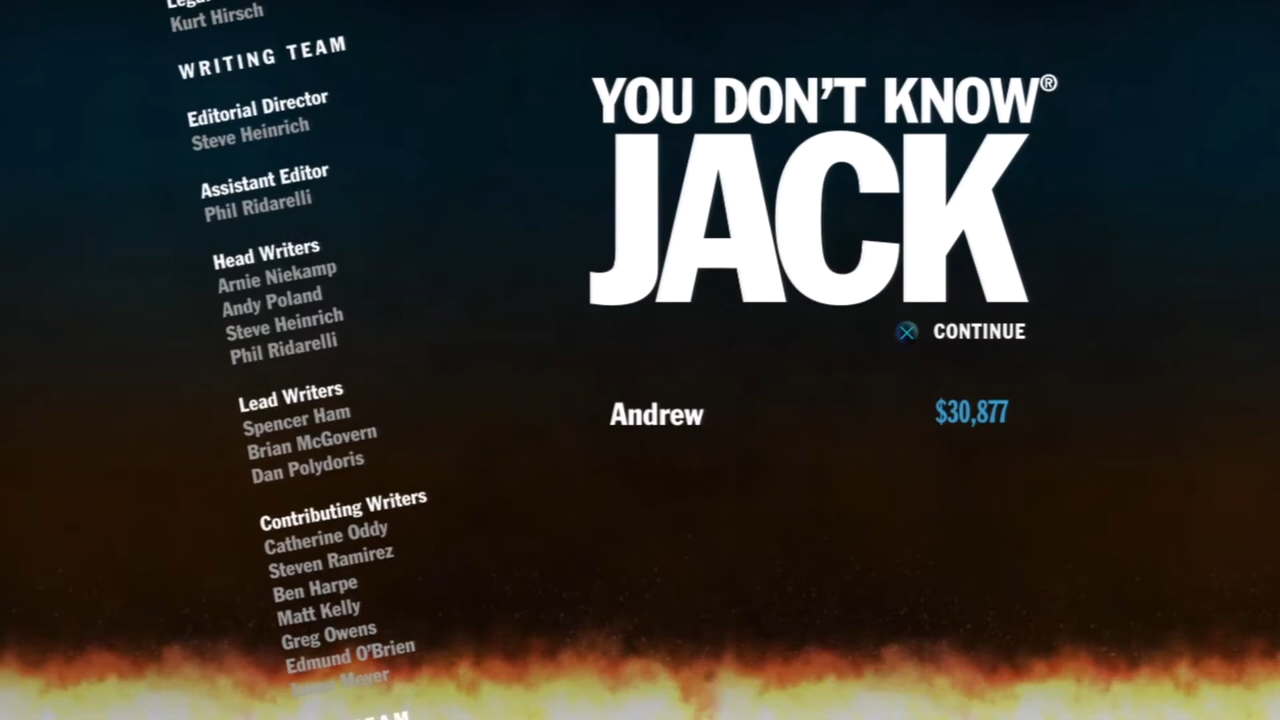 Kurt Hirsch
WRITING TEAM
Editorial Director
Steve Heinrich
Assistant Editor
Phil Ridarelli
Head Writers
Arnie Niekamp
Andy Poland
Steve Heinrich
Phil Ridarelli
Lead Writers
Spencer Ham
Brian McGovern
Dan Polydoris
Contributing Writers
Catherine Oddy
Steven Ramirez
Ben Harpe
Matt Kelly
Greg Owens
Edmund O'Brien
Meyer
YOU DON'T KNOW®
JACK
CONTINUE
Andrew $30,877